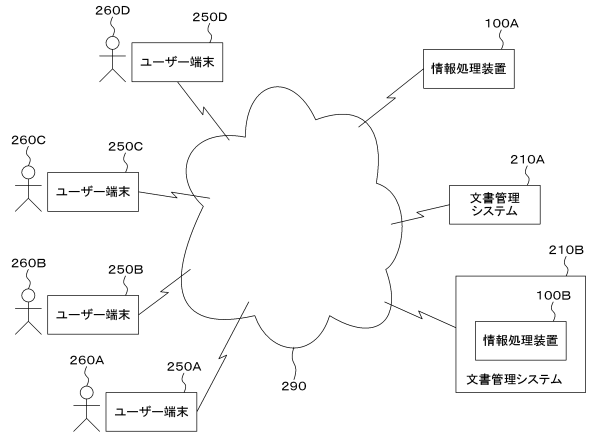 260D
250D
ユーザー端末
100A
情報処理装置
260C
250C
ユーザー端末
210A
文書管理
システム
260B
250B
ユーザー端末
210B
100B
情報処理装置
文書管理システム
260A
250A
ユーザー端末
290